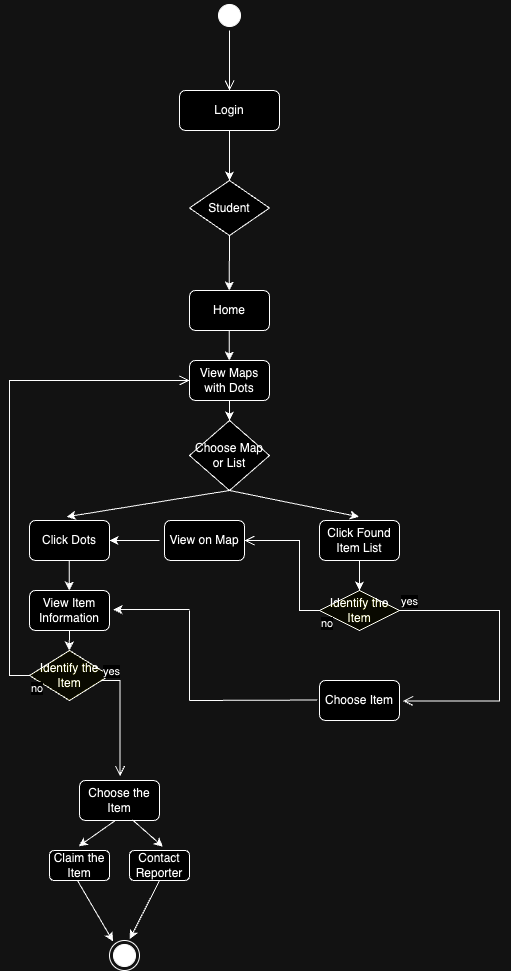 Login
Student
Home
View Maps
with Dots
Choose Map
or List
Click Dots
View on Map
Click Found
Item List
View Item
Information
Identify the
Item
yes
no
Identify the
Item
yes
no
Choose Item
Choose the
Item
Claim the
Item
Contact
Reporter